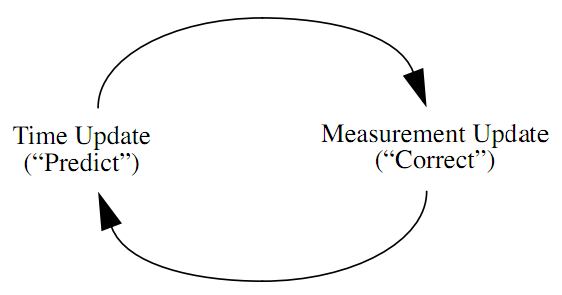 Time Update
(“Predict”)
Measurement Update
(“Correct”)